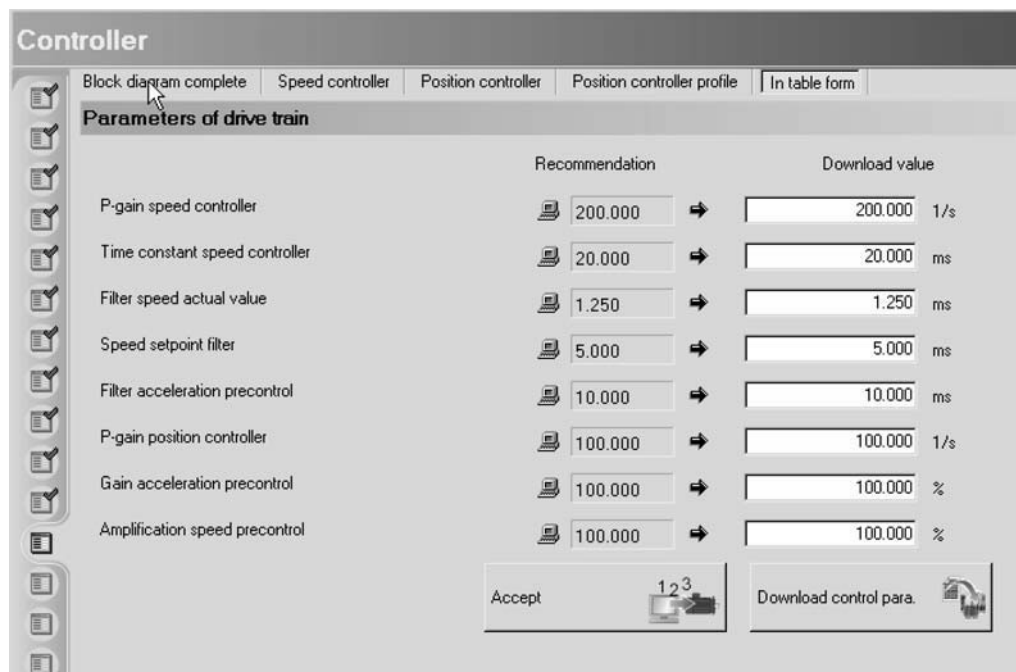 Controller
Block diagram complete Speed controller Position controller Position controller profile In table form
Parameters of drive train
Recommendation Download value
P-gain speed controller 200.000 200.000 1/s
Time constant speed controller 20.000 20.000 ms
Filter speed actual value 1.250 1.250 ms
Speed setpoint filter 5.000 5.000 ms
Filter acceleration precontrol 10.000 10.000 ms
P-gain position controller 100.000 100.000 1/s
Gain acceleration precontrol 100.000 100.000 %
Amplification speed precontrol 100.000 100.000 %
Accept 123 Download control para.